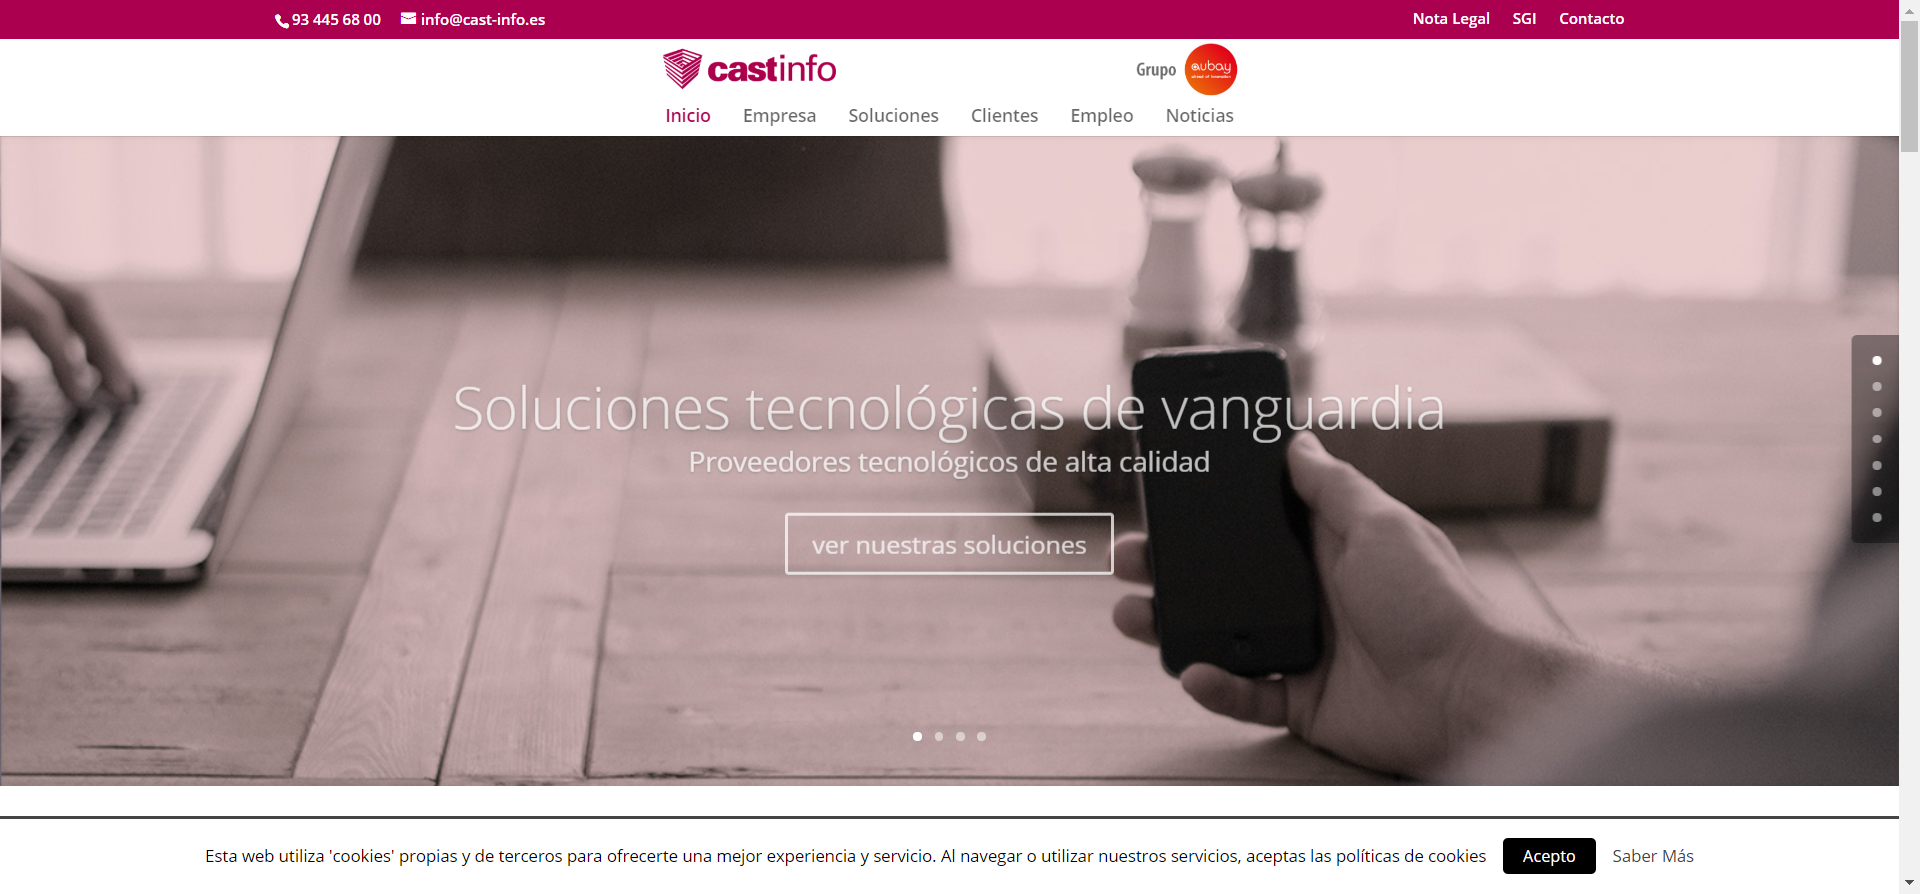 93 445 68 00 info@cast-info.es Nota Legal SGI Contacto
castinfo Grupo aubay
ahead of innovation
Inicio Empresa Soluciones Clientes Empleo Noticias
Soluciones tecnológicas de vanguardia
Proveedores tecnológicos de alta calidad
ver nuestras soluciones
Esta web utiliza 'cookies' propias y de terceros para ofrecerte una mejor experiencia y servicio. Al navegar o utilizar nuestros servicios, aceptas las políticas de cookies Acepto Saber Más